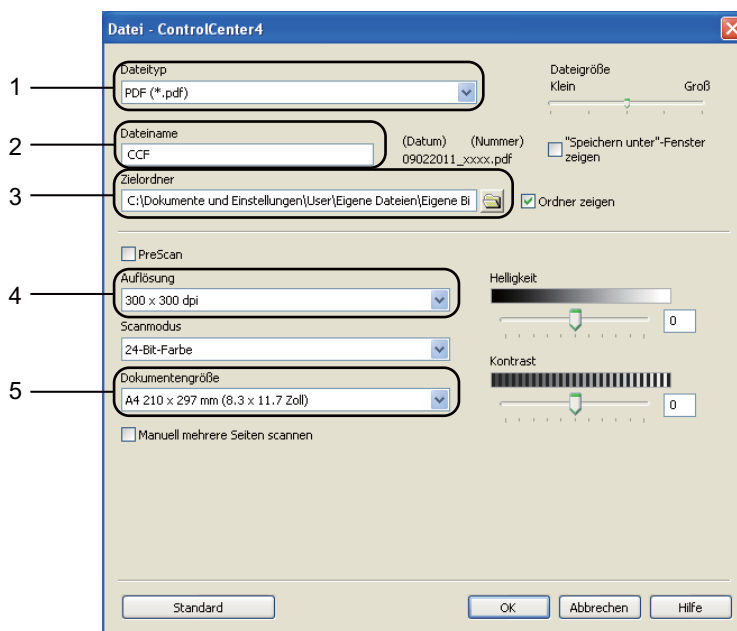 Datei - ControlCenter4
1
Dateityp
PDF (*.pdf)
Dateigröße
Klein Groß
2
Dateiname
CCF
(Datum) (Nummer)
09022011_xxxx.pdf
"Speichern unter"-Fenster
zeigen
3
Zielordner
C:\Dokumente und Einstellungen\User\Eigene Dateien\Eigene Bi
Ordner zeigen
PreScan
4
Auflösung
300 x 300 dpi
Helligkeit
0
Scanmodus
24-Bit-Farbe
Kontrast
0
5
Dokumentengröße
A4 210 x 297 mm (8.3 x 11.7 Zoll)
Manuell mehrere Seiten scannen
Standard OK Abbrechen Hilfe